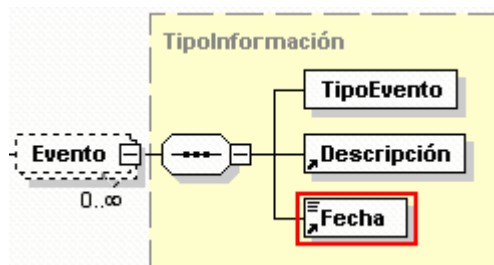 TipoInformación
TipoEvento
Evento
Descripción
0..∞
Fecha